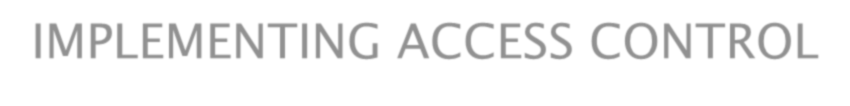 IMPLEMENTING ACCESS CONTROL